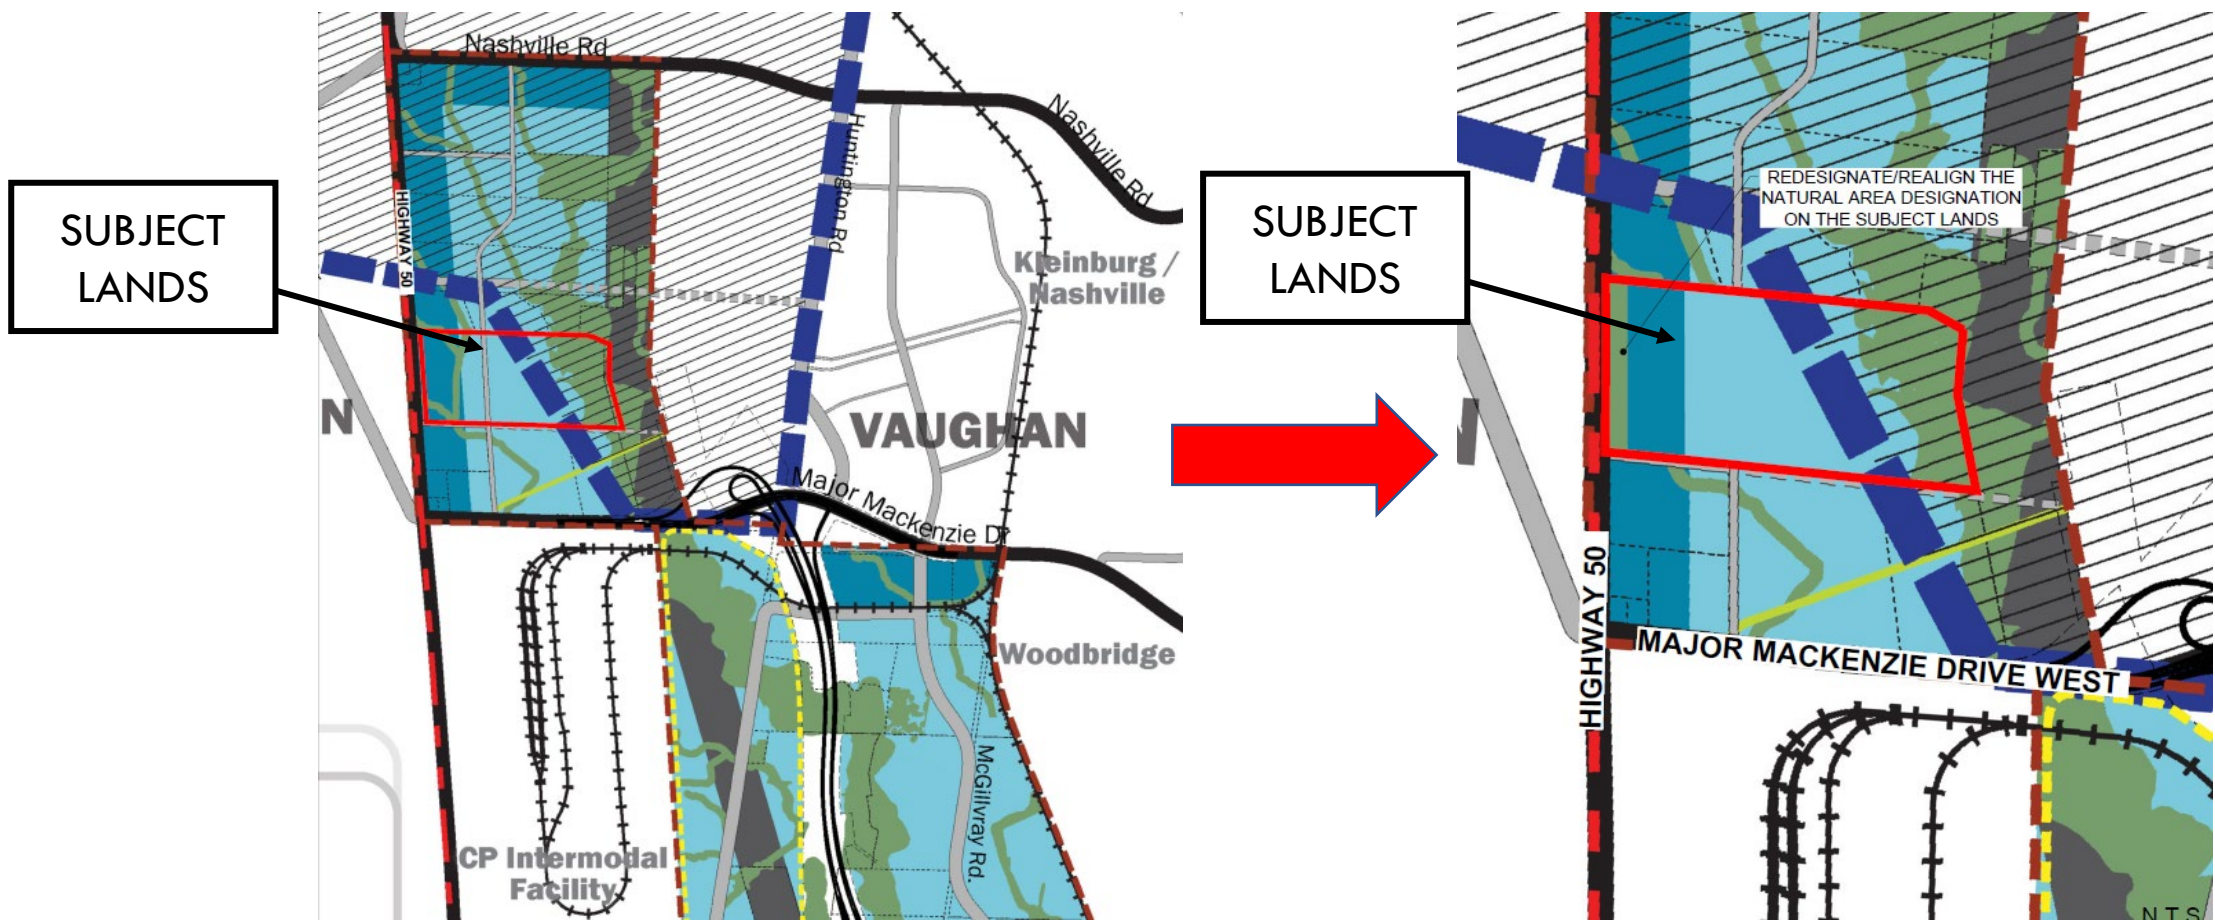 SUBJECT
LANDS
Nashville Rd
HIGHWAY 50
Huntington Rd
Nashville Rd
Kleinburg /
Nashville
N
VAUGHAN
Major Mackenzie Dr
Woodbridge
McGillvray Rd.
CP Intermodal
Facility
SUBJECT
LANDS
REDESIGNATE/REALIGN THE
NATURAL AREA DESIGNATION
ON THE SUBJECT LANDS
HIGHWAY 50
MAJOR MACKENZIE DRIVE WEST
N.T.S